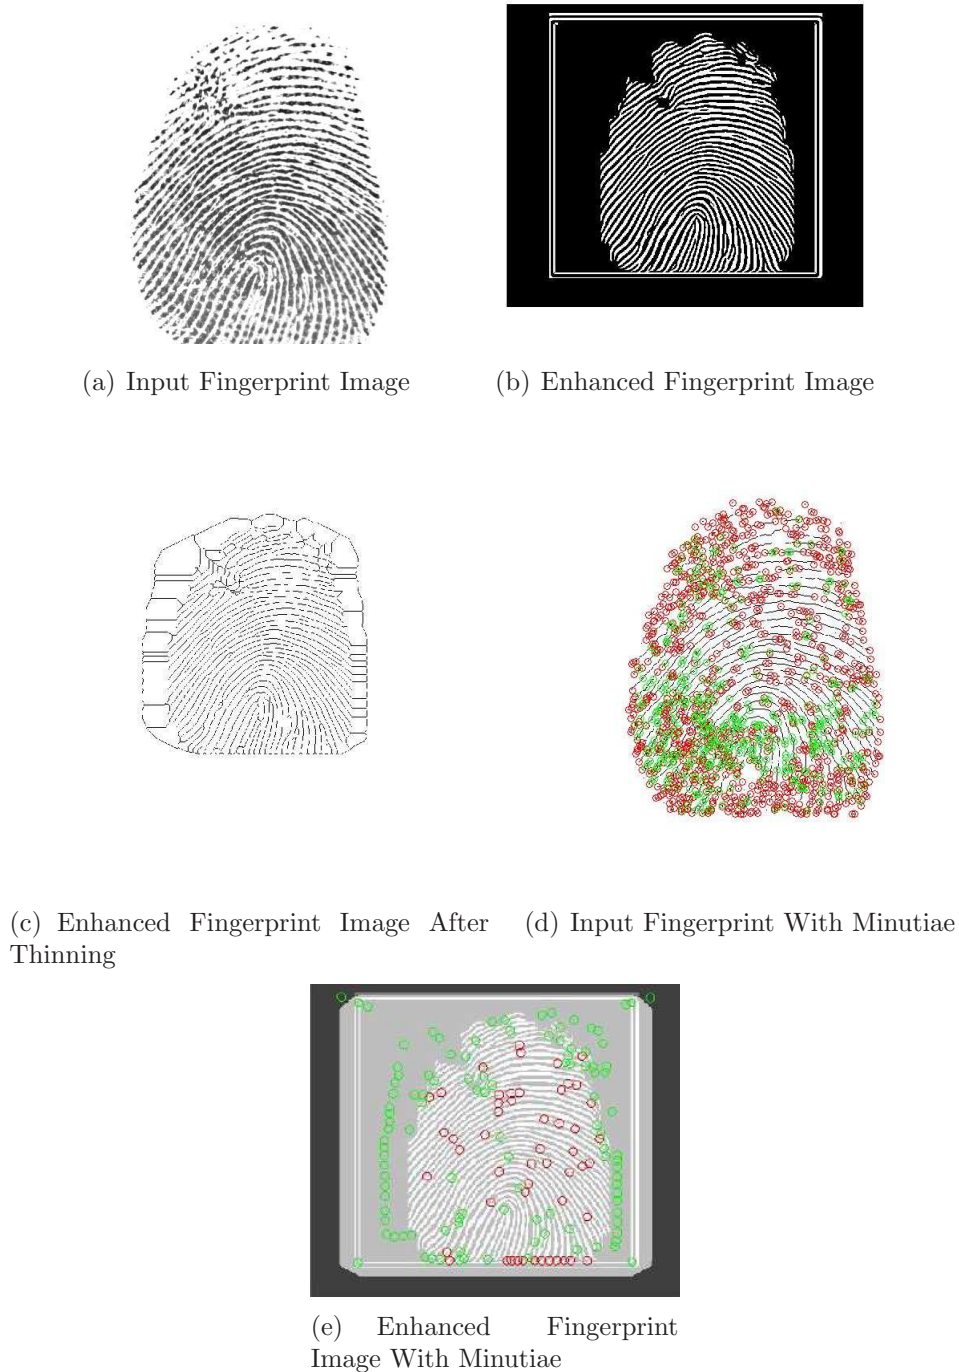 (a) Input Fingerprint Image
(b) Enhanced Fingerprint Image
(c) Enhanced Fingerprint Image After
Thinning
(d) Input Fingerprint With Minutiae
(e) Enhanced Fingerprint
Image With Minutiae